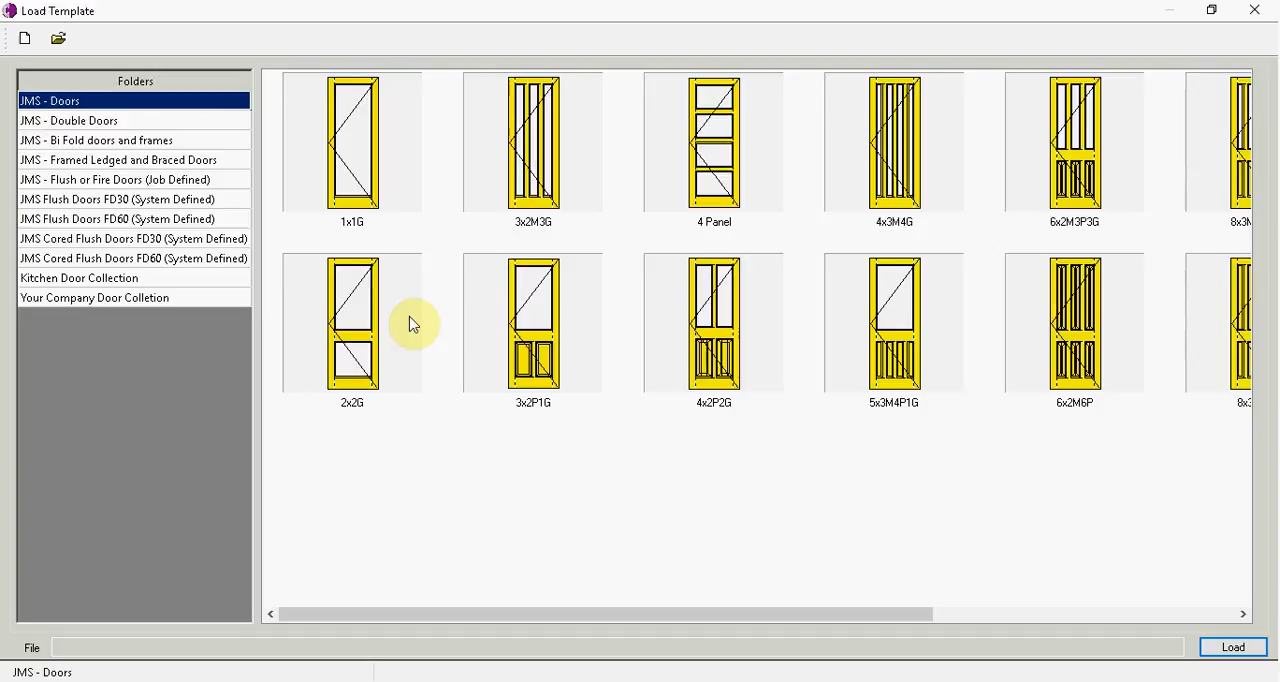 Load Template
Folders
JMS - Doors
JMS - Double Doors
JMS - Bi Fold doors and frames
JMS - Framed Ledged and Braced Doors
JMS - Flush or Fire Doors (Job Defined)
JMS Flush Doors FD30 (System Defined)
JMS Flush Doors FD60 (System Defined)
JMS Cored Flush Doors FD30 (System Defined)
JMS Cored Flush Doors FD60 (System Defined)
Kitchen Door Collection
Your Company Door Colletion
1x1G
3x2M3G
4 Panel
4x3M4G
6x2M3P3G
2x2G
3x2P1G
4x2P2G
5x3M4P1G
6x2M6P
File
Load
JMS - Doors